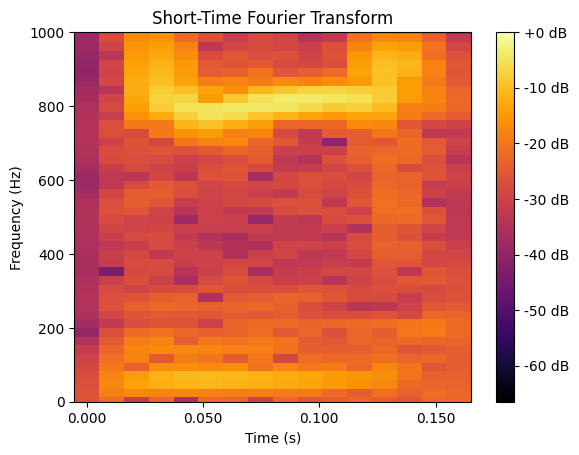 Short-Time Fourier Transform
1000
800
600
400
200
0
Frequency (Hz)
0.000
0.050
0.100
0.150
Time (s)
+0 dB
-10 dB
-20 dB
-30 dB
-40 dB
-50 dB
-60 dB